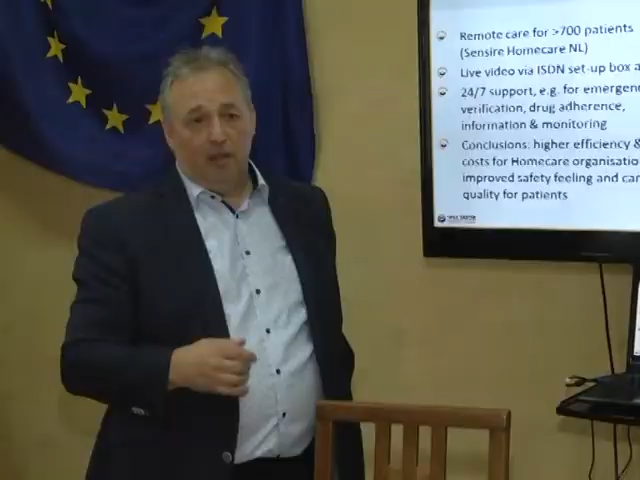 Remote care for >700 patients
(Sensire Homecare NL)
Live video via ISDN set-up box a
24/7 support, e.g. for emergen
verification, drug adherence,
information & monitoring
Conclusions: higher efficiency &
costs for Homecare organisatio
improved safety feeling and car
quality for patients